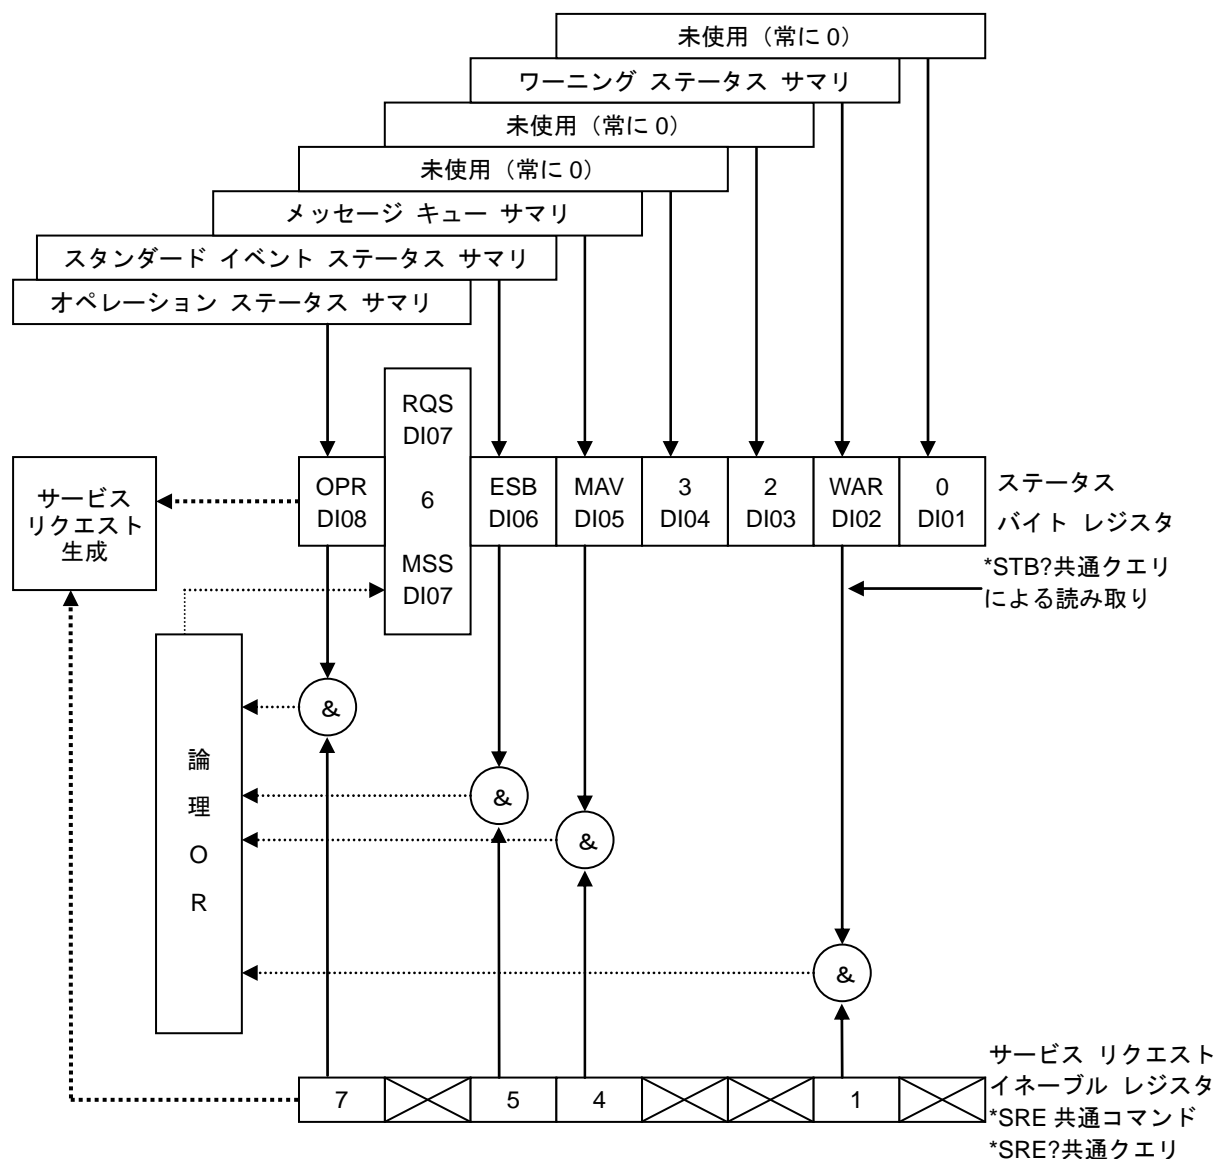 未使用（常に 0）
ワーニング ステータス サマリ
未使用（常に 0）
未使用（常に 0）
メッセージ キュー サマリ
スタンダード イベント ステータス サマリ
オペレーション ステータス サマリ
RQS
DI07
6
MSS
DI07
サービス
リクエスト
生成
OPR
DI08
ESB
DI06
MAV
DI05
3
DI04
2
DI03
WAR
DI02
0
DI01
ステータス
バイト レジスタ
*STB?共通クエリ
による読み取り
&
論
理
O
R
&
&
&
7
5
4
1
サービス リクエスト
イネーブル レジスタ
*SRE 共通コマンド
*SRE?共通クエリ